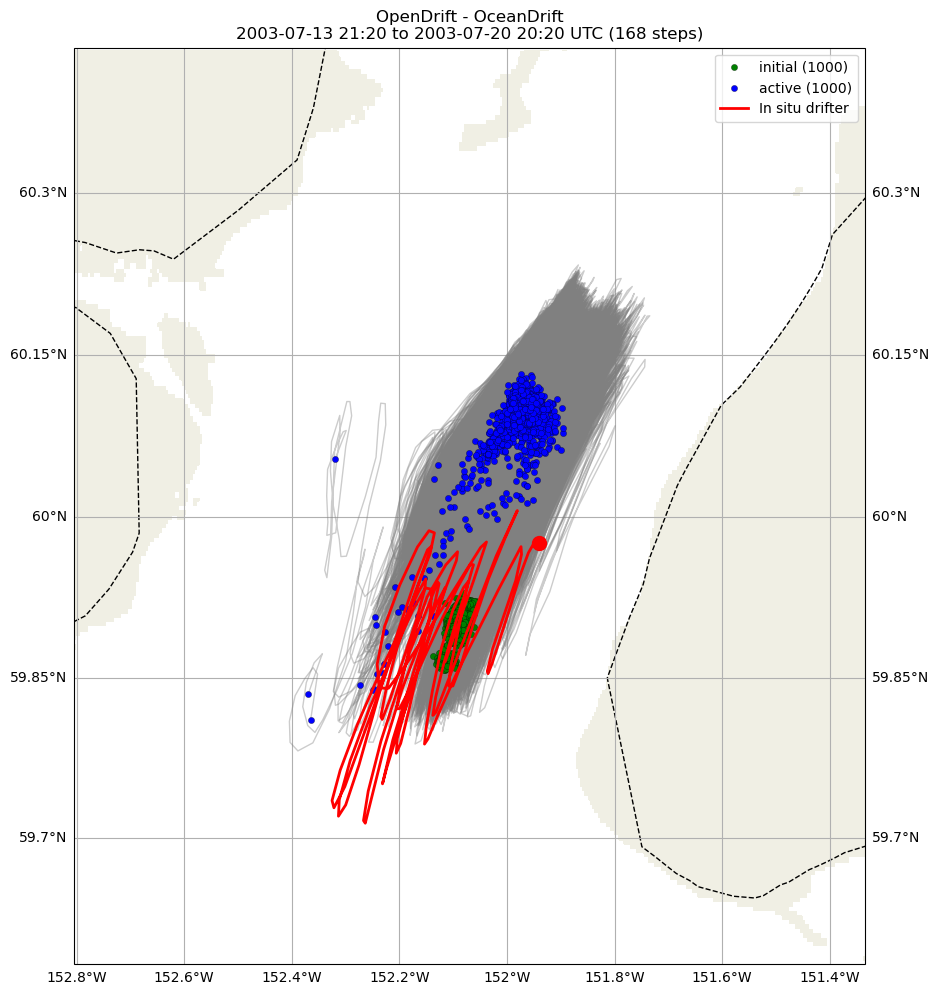 OpenDrift - OceanDrift
2003-07-13 21:20 to 2003-07-20 20:20 UTC (168 steps)
initial (1000)
active (1000)
In situ drifter
60.3°N
60.3°N
60.15°N
60.15°N
60°N
60°N
59.85°N
59.85°N
59.7°N
59.7°N
152.8°W
152.6°W
152.4°W
152.2°W
152°W
151.8°W
151.6°W
151.4°W